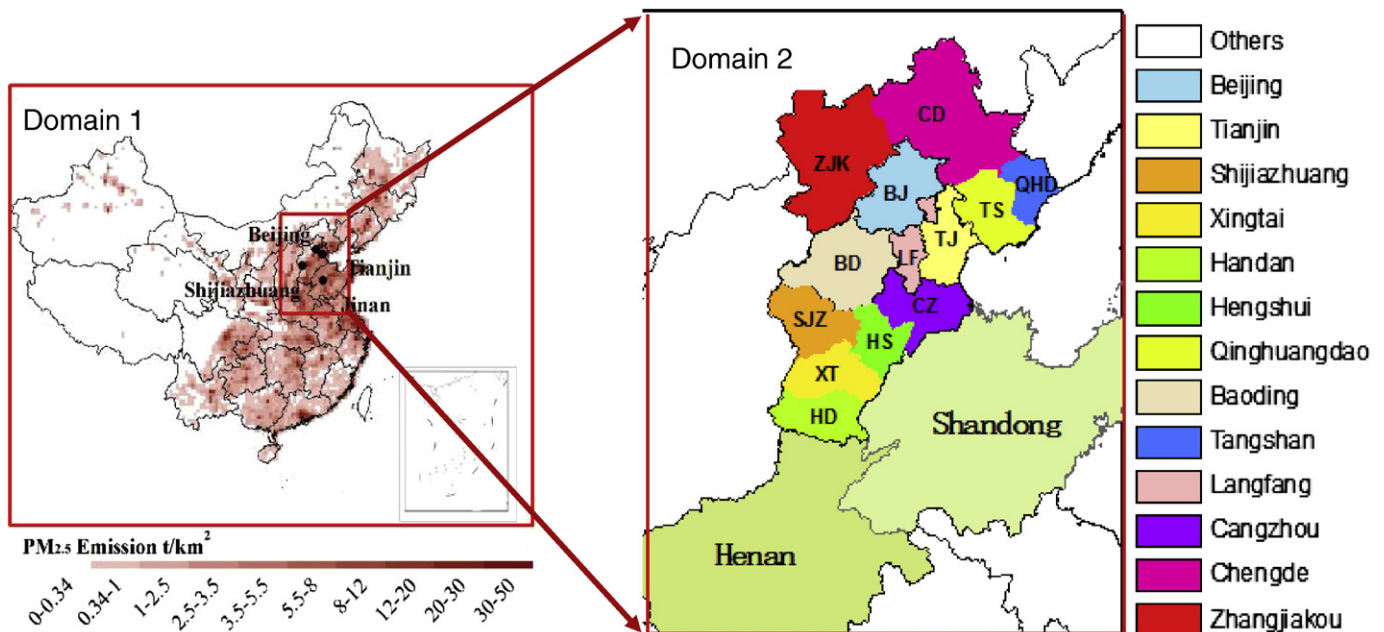 Domain 1
Beijing
Tianjin
Shijiazhuang
Jinan
PM2.5 Emission t/km²
0-0.34
0.34-1
1-2.5
2.5-3.5
3.5-5.5
5.5-8
8-12
12-20
20-30
30-50
Domain 2
CD
ZJK
BJ
QHD
TS
TJ
BD
LF
CZ
SJZ
HS
XT
HD
Shandong
Henan
Others
Beijing
Tianjin
Shijiazhuang
Xingtai
Handan
Hengshui
Qinghuangdao
Baoding
Tangshan
Langfang
Cangzhou
Chengde
Zhangjiakou